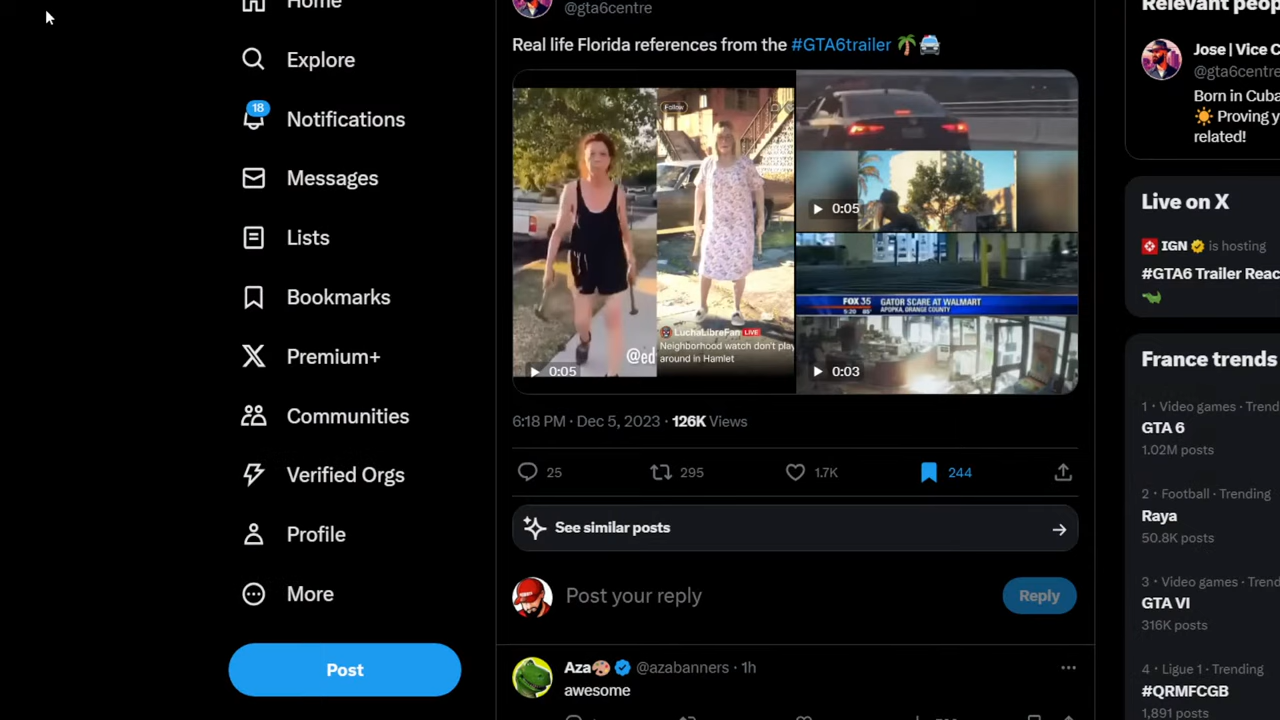 Home
Explore
18
Notifications
Messages
Lists
Bookmarks
Premium+
Communities
Verified Orgs
Profile
More
Post
@gta6centre
Real life Florida references from the #GTA6trailer 🌴🚔
Follow
LuchaLibreFan LIVE
Neighborhood watch don't play
around in Hamlet
@ed
0:05
0:05
FOX 35
5:20
GATOR SCARE AT WALMART
APOPKA, ORANGE COUNTY
0:03
6:18 PM · Dec 5, 2023 · 126K Views
25
295
1.7K
244
See similar posts
Post your reply
Reply
Aza🎨 @azabanners · 1h
awesome
Relevant peop
Jose | Vice C
@gta6centre
Born in Cuba
☀️ Proving y
related!
Live on X
IGN is hosting
#GTA6 Trailer Reac
🐊
France trends
1 · Video games · Trend
GTA 6
1.02M posts
2 · Football · Trending
Raya
50.8K posts
3 · Video games · Trend
GTA VI
316K posts
4 · Ligue 1 · Trending
#QRMFCGB
1,891 posts